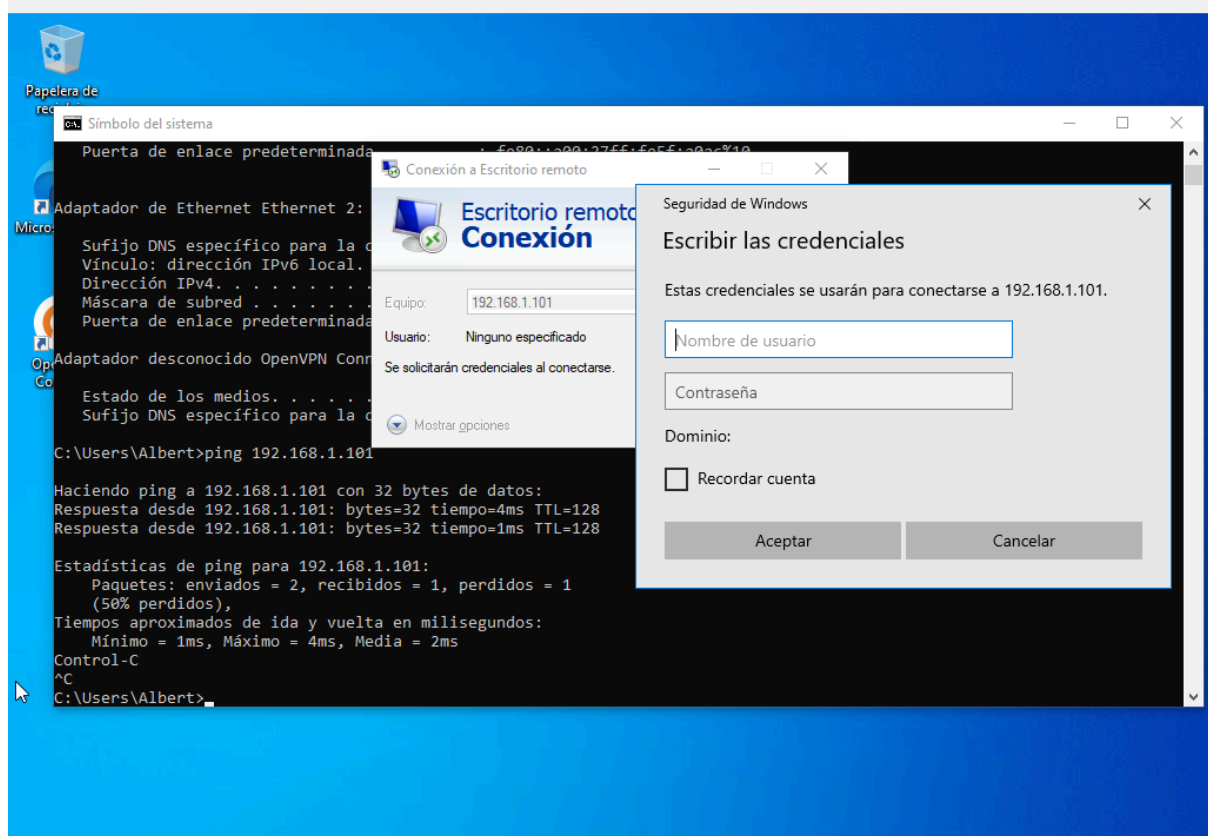 Papelera de
Símbolo del sistema
Puerta de enlace predeterminada
Adaptador de Ethernet Ethernet 2:
Sufijo DNS específico para la
Vínculo: dirección IPv6 local.
Dirección IPv4. . . . . . . . .
Máscara de subred . . . . . . .
Puerta de enlace predeterminada
Adaptador desconocido OpenVPN Conn
Estado de los medios. . . . . .
Sufijo DNS específico para la
C:\Users\Albert>ping 192.168.1.101
Haciendo ping a 192.168.1.101 con 32 bytes de datos:
Respuesta desde 192.168.1.101: bytes=32 tiempo=4ms TTL=128
Respuesta desde 192.168.1.101: bytes=32 tiempo=1ms TTL=128
Estadísticas de ping para 192.168.1.101:
Paquetes: enviados = 2, recibidos = 1, perdidos = 1
(50% perdidos),
Tiempos aproximados de ida y vuelta en milisegundos:
Mínimo = 1ms, Máximo = 4ms, Media = 2ms
Control-C
^C
C:\Users\Albert>
Conexión a Escritorio remoto
Escritorio remoto
Conexión
Equipo: 192.168.1.101
Usuario: Ninguno especificado
Se solicitarán credenciales al conectarse.
Mostrar opciones
Seguridad de Windows
Escribir las credenciales
Estas credenciales se usarán para conectarse a 192.168.1.101.
Nombre de usuario
Contraseña
Dominio:
Recordar cuenta
Aceptar
Cancelar